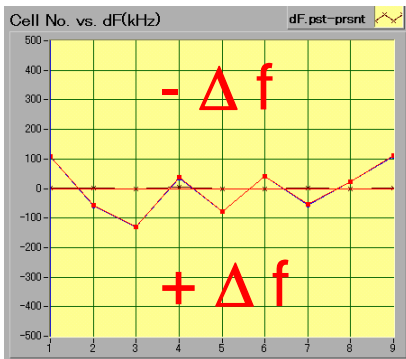 Cell No. vs. dF(kHz)
dF.pst-prsnt
500
400
300
200
100
0
-100
-200
-300
-400
-500
- Δ f
+ Δ f
1 2 3 4 5 6 7 8 9